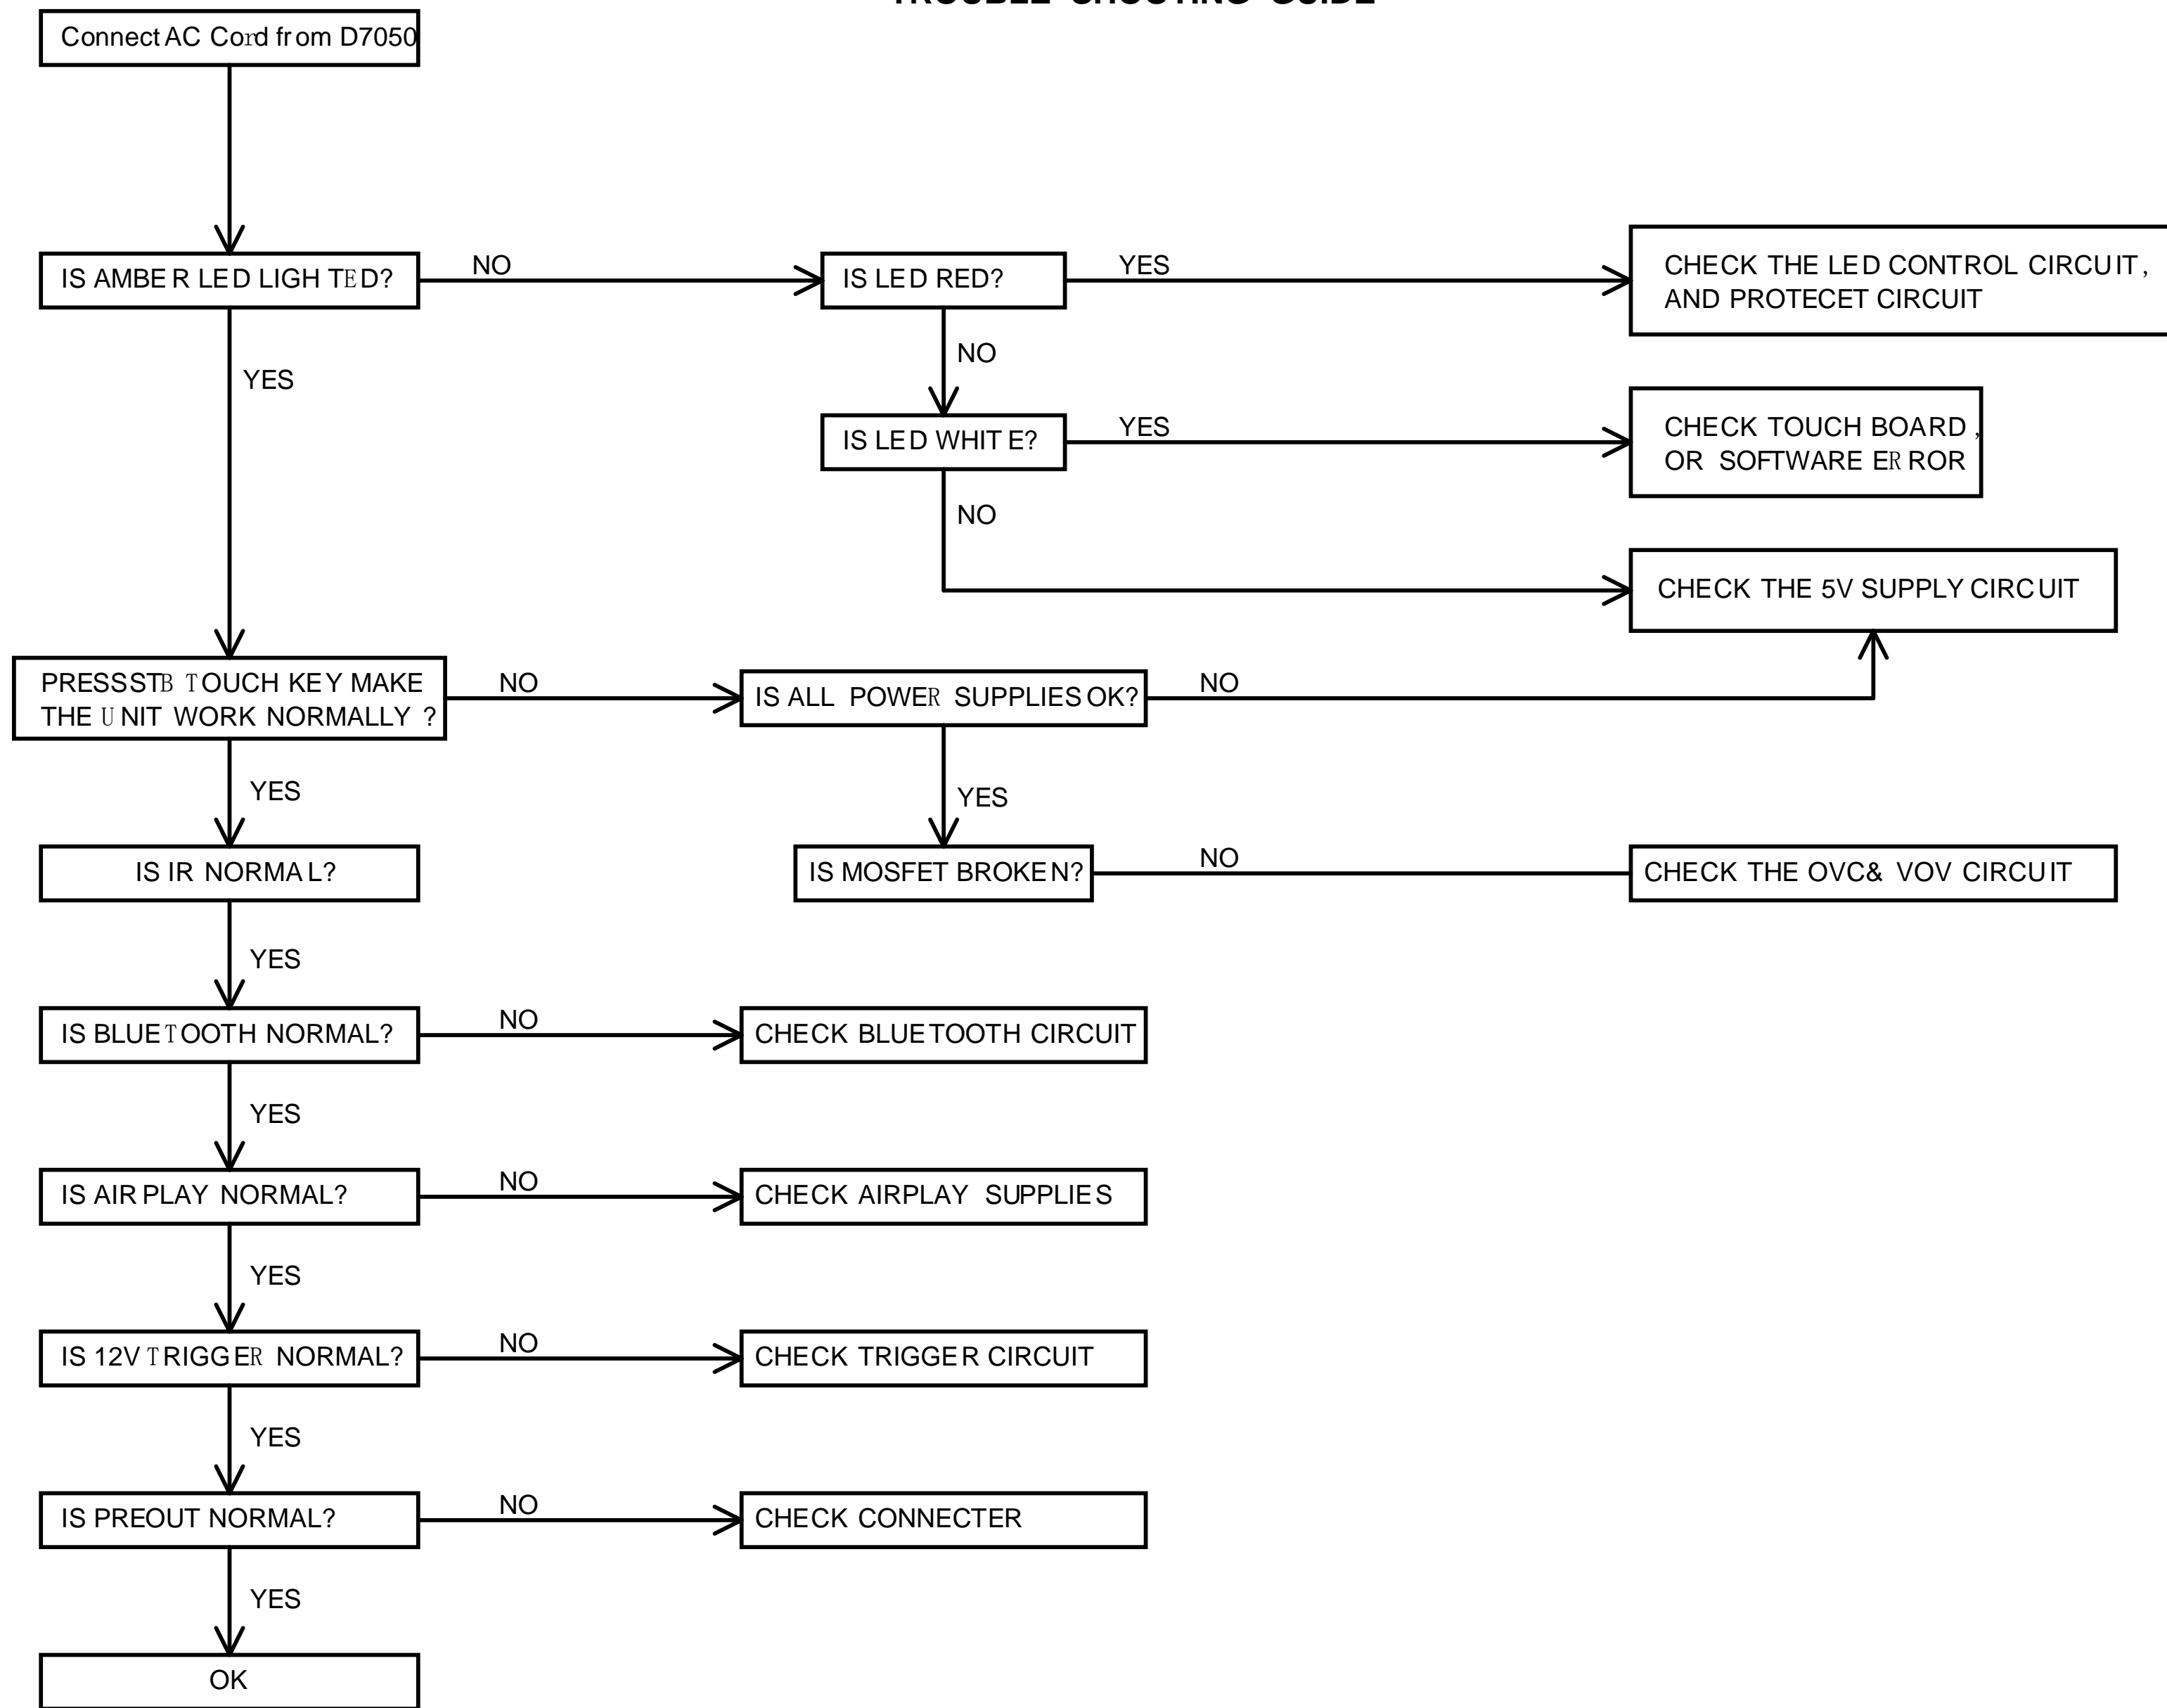 TROUBLE SHOOTING GUIDE
Connect AC Cord from D7050
IS AMBER LED LIGHTED?
NO
IS LED RED?
YES
CHECK THE LED CONTROL CIRCUIT,
AND PROTECET CIRCUIT
YES
NO
IS LED WHITE?
YES
CHECK TOUCH BOARD,
OR SOFTWARE ERROR
NO
CHECK THE 5V SUPPLY CIRCUIT
PRESSSTB TOUCH KEY MAKE
THE UNIT WORK NORMALLY ?
NO
IS ALL POWER SUPPLIES OK?
NO
YES
YES
IS IR NORMAL?
IS MOSFET BROKEN?
NO
CHECK THE OVC& VOV CIRCUIT
YES
IS BLUETOOTH NORMAL?
NO
CHECK BLUETOOTH CIRCUIT
YES
IS AIRPLAY NORMAL?
NO
CHECK AIRPLAY SUPPLIES
YES
IS 12V TRIGGER NORMAL?
NO
CHECK TRIGGER CIRCUIT
YES
IS PREOUT NORMAL?
NO
CHECK CONNECTER
YES
OK